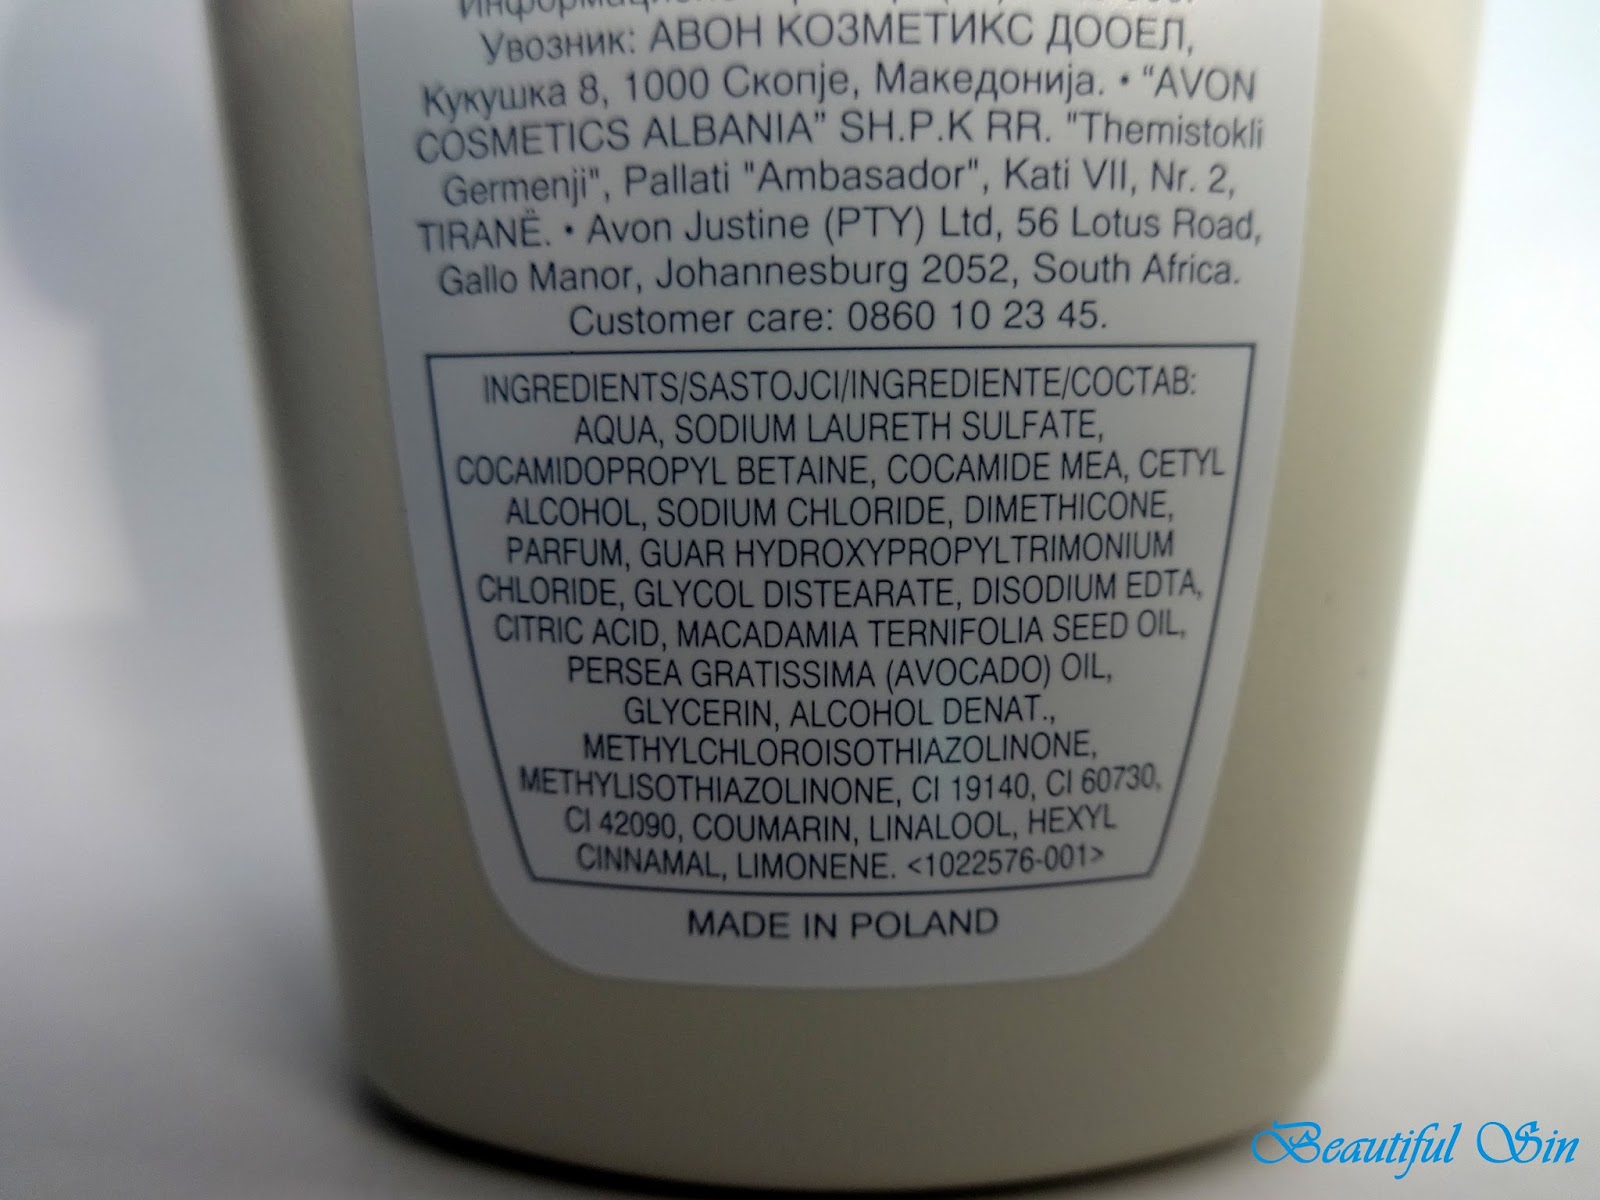 Увозник: АВОН КОЗМЕТИКС ДООЕЛ,
Кукушка 8, 1000 Скопје, Македонија. • “AVON
COSMETICS ALBANIA” SH.P.K RR. "Themistokli
Germenji", Pallati "Ambasador", Kati VII, Nr. 2,
TIRANË. • Avon Justine (PTY) Ltd, 56 Lotus Road,
Gallo Manor, Johannesburg 2052, South Africa.
Customer care: 0860 10 23 45.
INGREDIENTS/SASTOJCI/INGREDIENTE/СОСТАВ:
AQUA, SODIUM LAURETH SULFATE,
COCAMIDOPROPYL BETAINE, COCAMIDE MEA, CETYL
ALCOHOL, SODIUM CHLORIDE, DIMETHICONE,
PARFUM, GUAR HYDROXYPROPYLTRIMONIUM
CHLORIDE, GLYCOL DISTEARATE, DISODIUM EDTA,
CITRIC ACID, MACADAMIA TERNIFOLIA SEED OIL,
PERSEA GRATISSIMA (AVOCADO) OIL,
GLYCERIN, ALCOHOL DENAT.,
METHYLCHLOROISOTHIAZOLINONE,
METHYLISOTHIAZOLINONE, CI 19140, CI 60730,
CI 42090, COUMARIN, LINALOOL, HEXYL
CINNAMAL, LIMONENE. <1022576-001>
MADE IN POLAND
Beautiful Sin